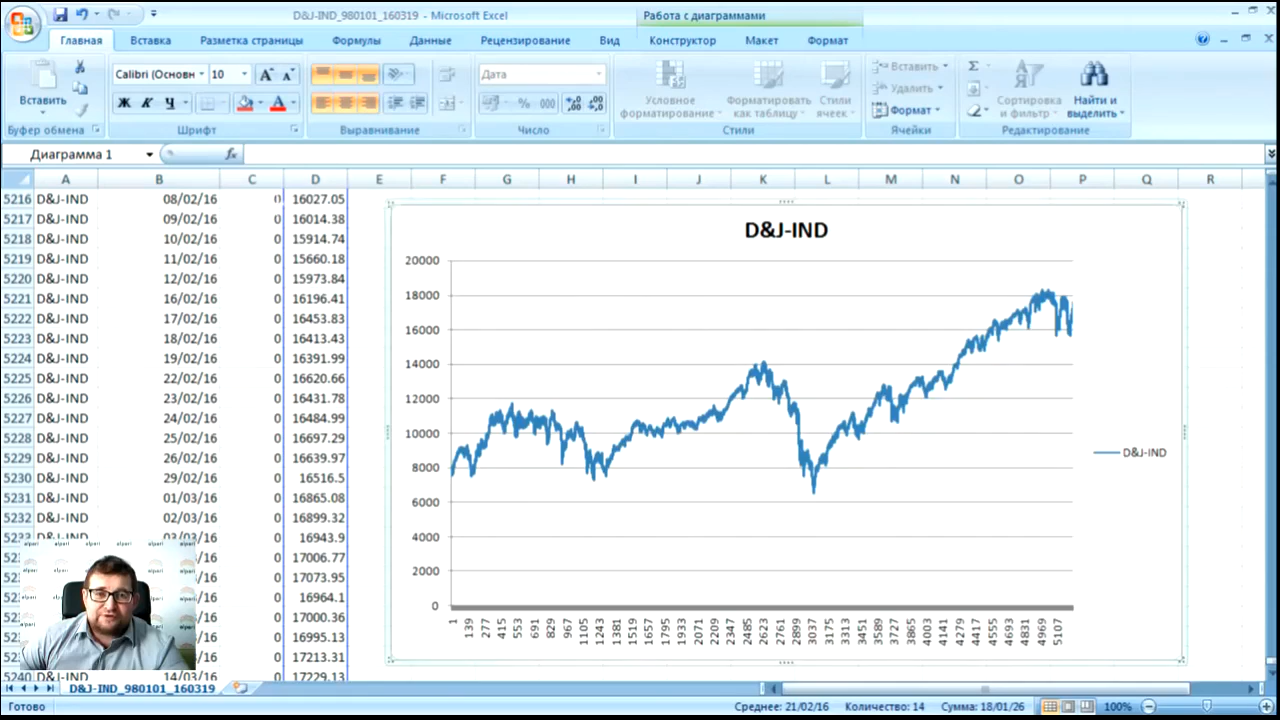 D&J-IND_980101_160319 - Microsoft Excel
Работа с диаграммами
Главная Вставка Разметка страницы Формулы Данные Рецензирование Вид Конструктор Макет Формат
Calibri (Основн 10 Дата Вставить Σ
Вставить Ж К Ч % 000 Условное форматирование Форматировать как таблицу Стили ячеек Удалить Формат Сортировка и фильтр Найти и выделить
Буфер обмена Шрифт Выравнивание Число Стили Ячейки Редактирование
Диаграмма 1 fx
A B C D E F G H I J K L M N O P Q R
5216 D&J-IND 08/02/16 0 16027.05
5217 D&J-IND 09/02/16 0 16014.38
5218 D&J-IND 10/02/16 0 15914.74
5219 D&J-IND 11/02/16 0 15660.18
5220 D&J-IND 12/02/16 0 15973.84
5221 D&J-IND 16/02/16 0 16196.41
5222 D&J-IND 17/02/16 0 16453.83
5223 D&J-IND 18/02/16 0 16413.43
5224 D&J-IND 19/02/16 0 16391.99
5225 D&J-IND 22/02/16 0 16620.66
5226 D&J-IND 23/02/16 0 16431.78
5227 D&J-IND 24/02/16 0 16484.99
5228 D&J-IND 25/02/16 0 16697.29
5229 D&J-IND 26/02/16 0 16639.97
5230 D&J-IND 29/02/16 0 16516.5
5231 D&J-IND 01/03/16 0 16865.08
5232 D&J-IND 02/03/16 0 16899.32
D&J-IND 03/03/16 0 16943.9
0 17006.77
0 17073.95
0 16964.1
0 17000.36
0 16995.13
0 17213.31
5240 D&J-IND 14/03/16 0 17229.13
alpari alpari alpari alpari
D&J-IND
20000
18000
16000
14000
12000
10000
8000
6000
4000
2000
0
1 139 277 415 553 691 829 967 1105 1243 1381 1519 1657 1795 1933 2071 2209 2347 2485 2623 2761 2899 3037 3175 3313 3451 3589 3727 3865 4003 4141 4279 4417 4555 4693 4831 4969 5107
D&J-IND
D&J-IND_980101_160319
Готово Среднее: 21/02/16 Количество: 14 Сумма: 18/01/26 100%